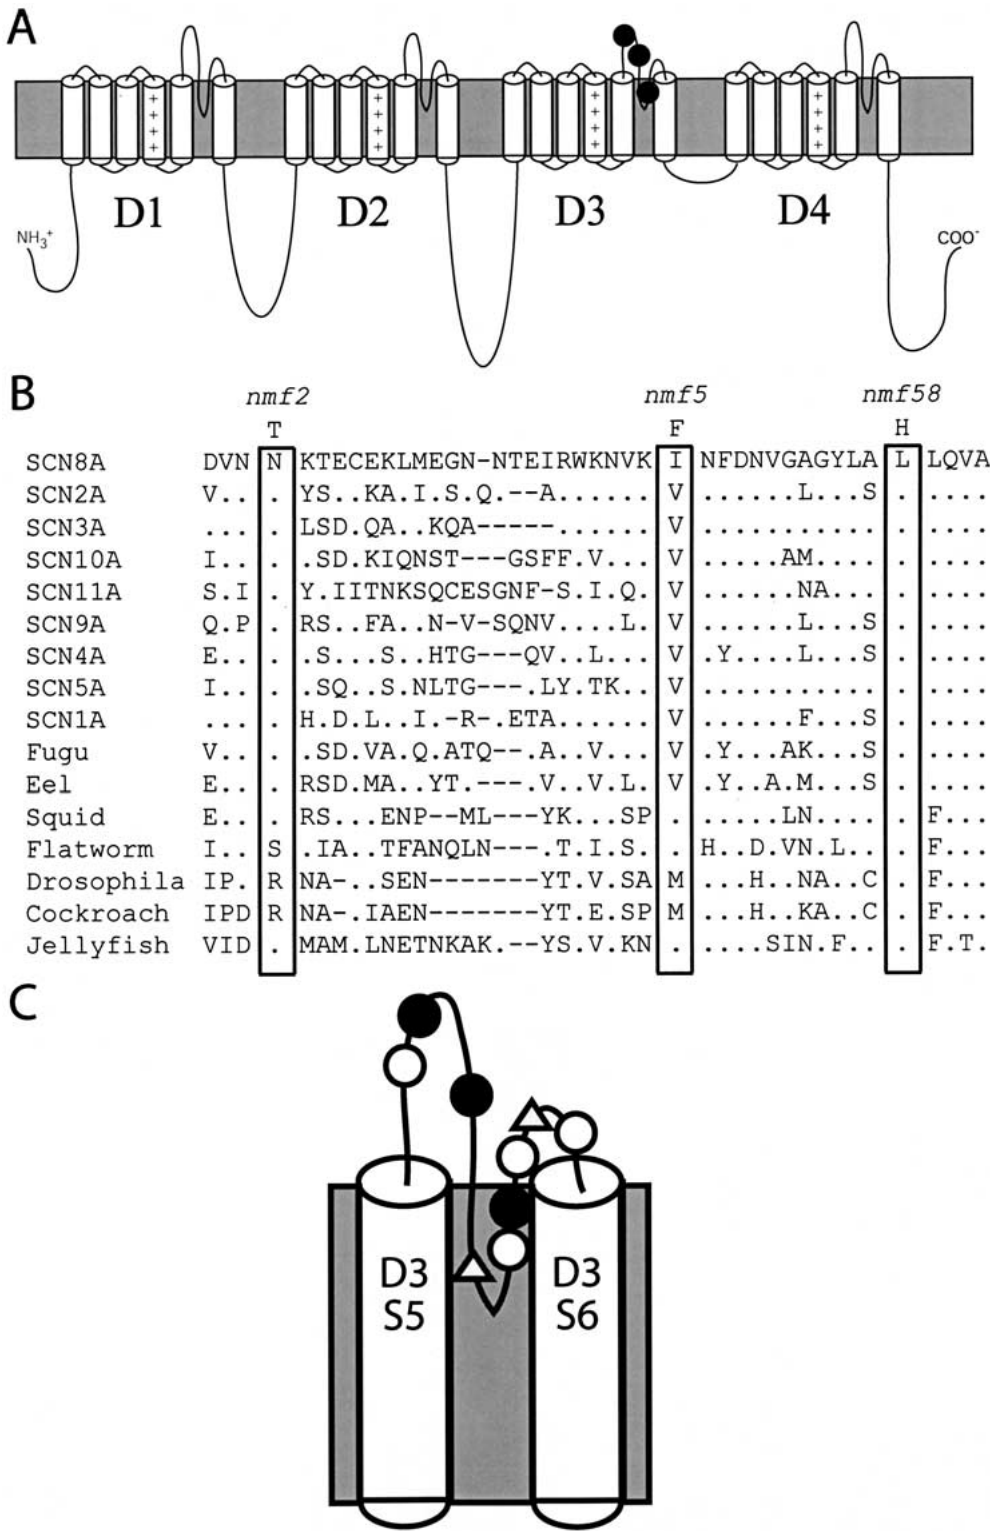 A
+ + + +
+ + + +
+ + + +
+ + + +
D1 D2 D3 D4
NH3+ COO-
B
nmf2 nmf5 nmf58
T F H
SCN8A DVN N KTECEKLMEGN-NTEIRWKNVK I NFDNVGAGYLA L LQVA
SCN2A V.. . YS..KA.I.S.Q.--A...... V .......L...S . ....
SCN3A ... . LSD.QA..KQA-----...... V ........... . ....
SCN10A I.. . .SD.KIQNST---GSFF.V... V ......AM... . ....
SCN11A S.I . Y.IITNKSQCESGNF-S.I.Q. V .......NA.. . ....
SCN9A Q.P . RS..FA..N-V-SQNV....L. V .......L...S . ....
SCN4A E.. . .S...S..HTG---QV..L... V .Y.....L...S . ....
SCN5A I.. . .SQ..S.NLTG---.LY.TK.. V ........... . ....
SCN1A ... . H.D.L..I.-R-.ETA...... V .......F...S . ....
Fugu V.. . .SD.VA.Q.ATQ--.A..V... V .Y....AK...S . ....
Eel E.. . RSD.MA..YT.---.V..V.L. V .Y...A.M...S . ....
Squid E.. . RS...ENP--ML--YK...SP . ......LN... . F...
Flatworm I.. S .IA..TFANQLN---.T.I.S. . H..D.VN.L... . F...
Drosophila IP. R NA-..SEN-------YT.V.SA M ...H..NA..C . F...
Cockroach IPD R NA-.IAEN-------YT.E.SP M ...H..KA..C . F...
Jellyfish VID . MAM.LNETNKAK.--YS.V.KN . .....SIN.F.. . F.T.
C
D3 D3
S5 S6